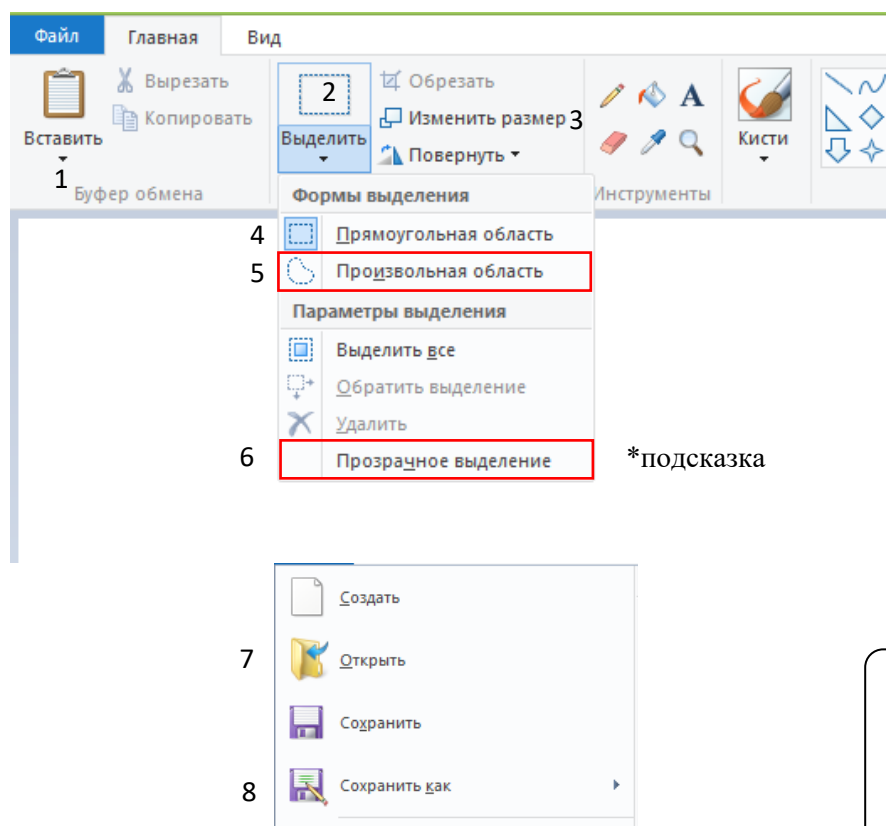 Файл Главная Вид
Вырезать
Копировать
Вставить
1
Буфер обмена
2
Выделить
Обрезать
Изменить размер 3
Повернуть
A
Инструменты
Кисти
Формы выделения
4 Прямоугольная область
5 Произвольная область
Параметры выделения
Выделить все
Обратить выделение
Удалить
6 Прозрачное выделение *подсказка
Создать
7 Открыть
Сохранить
8 Сохранить как